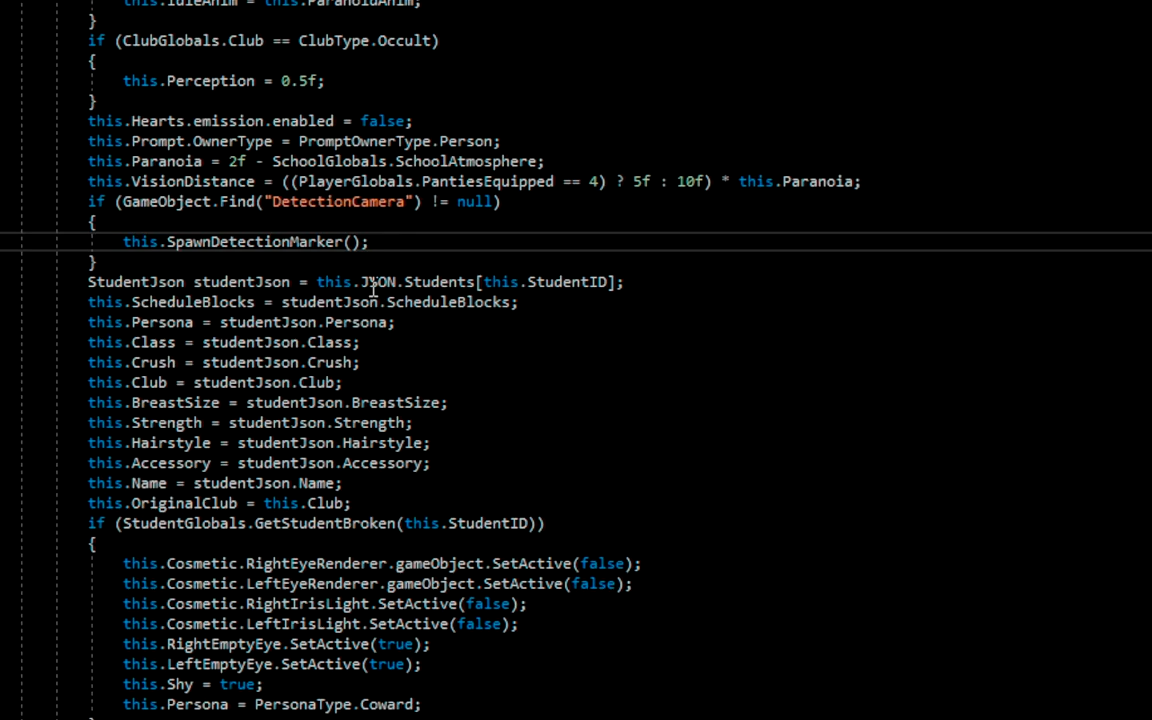 this.IdleAnim = this.ParanoidAnim;
}
if (ClubGlobals.Club == ClubType.Occult)
{
this.Perception = 0.5f;
}
this.Hearts.emission.enabled = false;
this.Prompt.OwnerType = PromptOwnerType.Person;
this.Paranoia = 2f - SchoolGlobals.SchoolAtmosphere;
this.VisionDistance = ((PlayerGlobals.PantiesEquipped == 4) ? 5f : 10f) * this.Paranoia;
if (GameObject.Find("DetectionCamera") != null)
{
this.SpawnDetectionMarker();
}
StudentJson studentJson = this.JSON.Students[this.StudentID];
this.ScheduleBlocks = studentJson.ScheduleBlocks;
this.Persona = studentJson.Persona;
this.Class = studentJson.Class;
this.Crush = studentJson.Crush;
this.Club = studentJson.Club;
this.BreastSize = studentJson.BreastSize;
this.Strength = studentJson.Strength;
this.Hairstyle = studentJson.Hairstyle;
this.Accessory = studentJson.Accessory;
this.Name = studentJson.Name;
this.OriginalClub = this.Club;
if (StudentGlobals.GetStudentBroken(this.StudentID))
{
this.Cosmetic.RightEyeRenderer.gameObject.SetActive(false);
this.Cosmetic.LeftEyeRenderer.gameObject.SetActive(false);
this.Cosmetic.RightIrisLight.SetActive(false);
this.Cosmetic.LeftIrisLight.SetActive(false);
this.RightEmptyEye.SetActive(true);
this.LeftEmptyEye.SetActive(true);
this.Shy = true;
this.Persona = PersonaType.Coward;
}